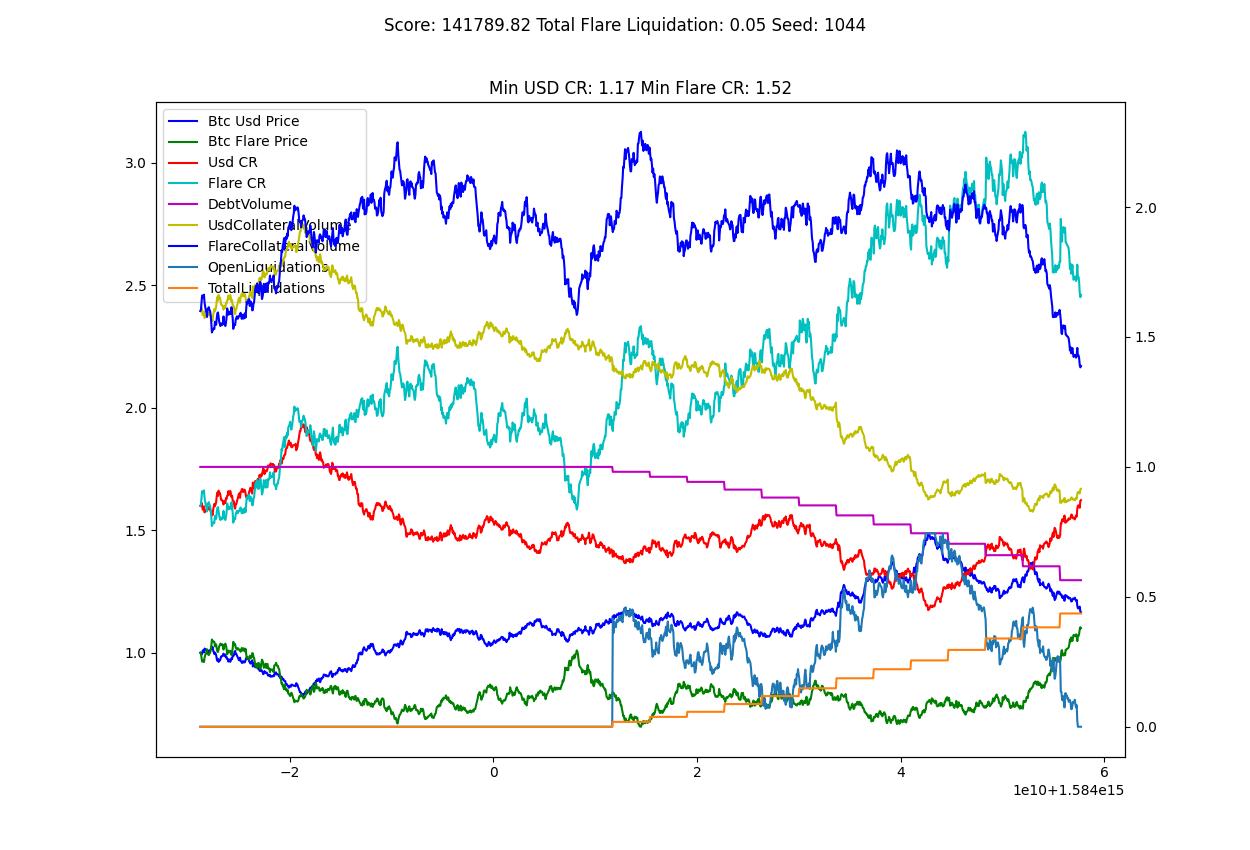 Score: 141789.82 Total Flare Liquidation: 0.05 Seed: 1044
Min USD CR: 1.17 Min Flare CR: 1.52
Btc Usd Price
Btc Flare Price
Usd CR
Flare CR
DebtVolume
UsdCollateralVolume
FlareCollateralVolume
OpenLiquidations
TotalLiquidations
3.0
2.5
2.0
1.5
1.0
2.0
1.5
1.0
0.5
0.0
−2
0
2
4
6
1e10+1.584e15